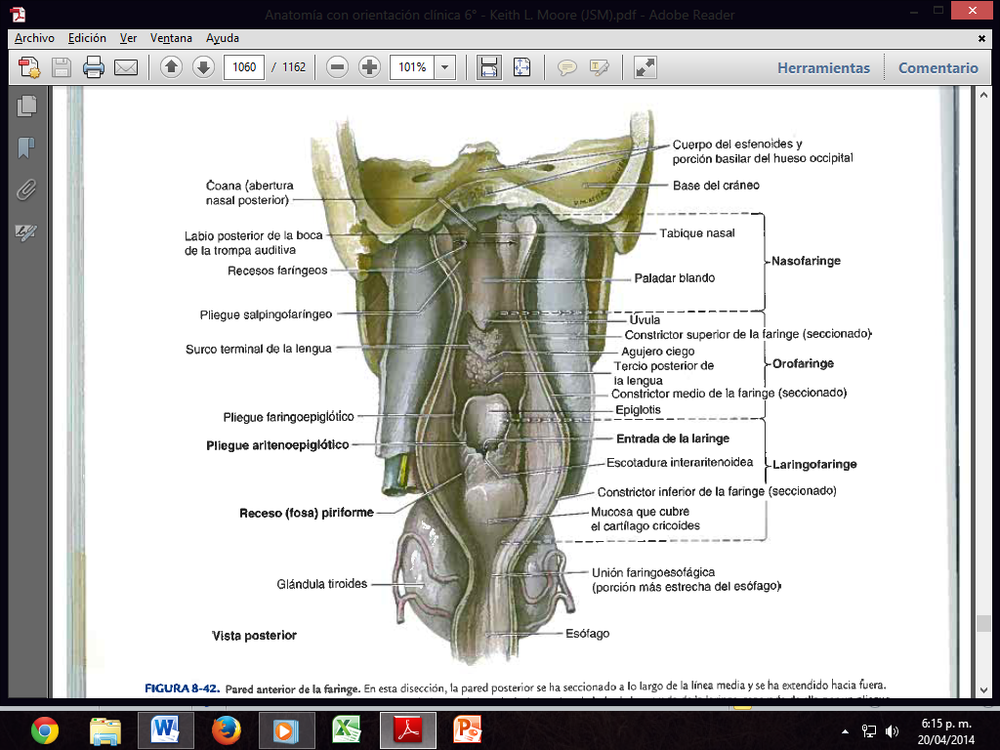 Anatomía con orientación clínica 6° - Keith L. Moore (JSM).pdf - Adobe Reader
Archivo Edición Ver Ventana Ayuda
1060 / 1162 101% Herramientas Comentario
Cuerpo del esfenoides y
porción basilar del hueso occipital
Coana (abertura
nasal posterior)
Base del cráneo
Labio posterior de la boca
de la trompa auditiva
Tabique nasal
Recesos faríngeos
Nasofaringe
Paladar blando
Pliegue salpingofaríngeo
Úvula
Constrictor superior de la faringe (seccionado)
Surco terminal de la lengua
Agujero ciego
Orofaringe
Tercio posterior de
la lengua
Constrictor medio de la faringe (seccionado)
Epiglotis
Pliegue faringoepiglótico
Entrada de la laringe
Pliegue aritenoepiglótico
Escotadura interaritenoidea
Laringofaringe
Constrictor inferior de la faringe (seccionado)
Receso (fosa) piriforme
Mucosa que cubre
el cartílago cricoides
Unión faringoesofágica
(porción más estrecha del esófago)
Glándula tiroides
Vista posterior
Esófago
FIGURA 8-42. Pared anterior de la faringe. En esta disección, la pared posterior se ha seccionado a lo largo de la línea media y se ha extendido hacia fuera.
6:15 p. m.
20/04/2014